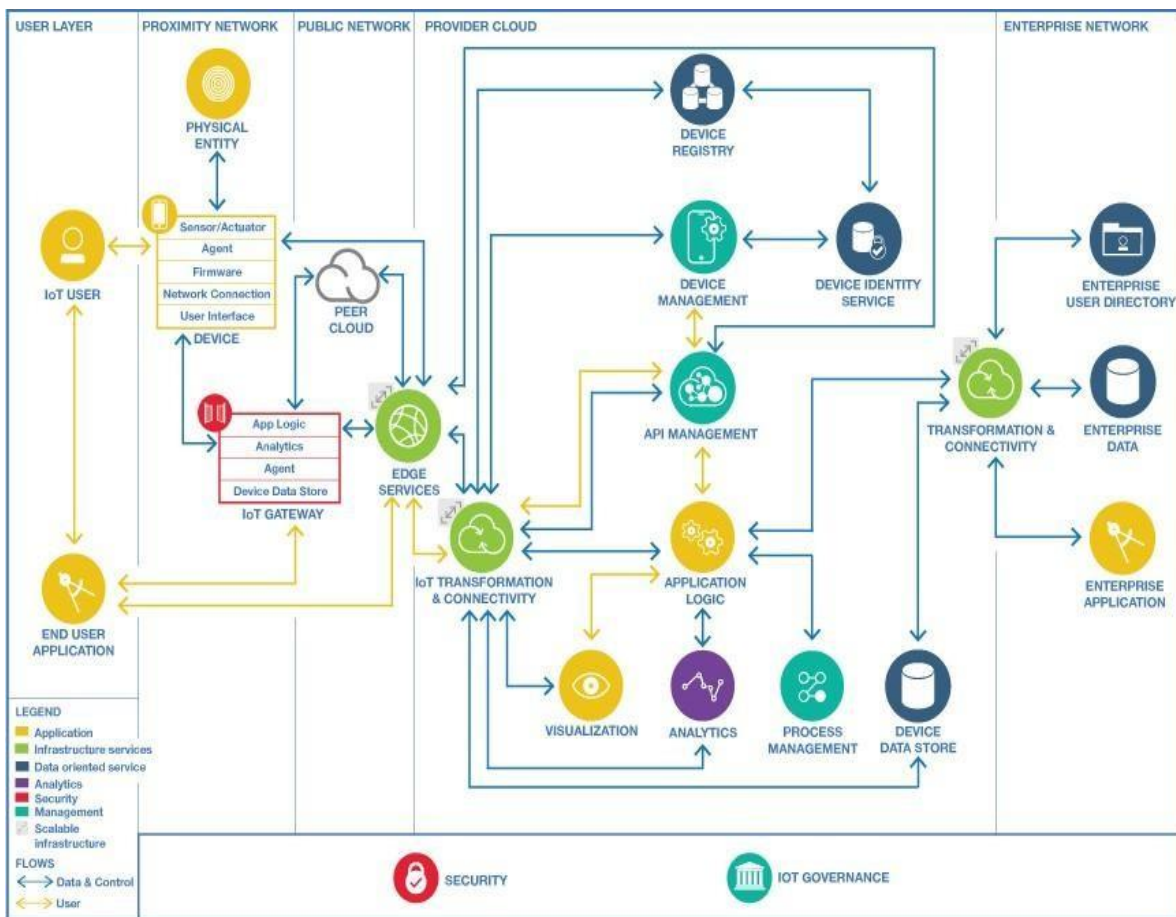 USER LAYER
PROXIMITY NETWORK
PUBLIC NETWORK
PROVIDER CLOUD
ENTERPRISE NETWORK
PHYSICAL
ENTITY
DEVICE
REGISTRY
Sensor/Actuator
Agent
Firmware
Network Connection
User Interface
DEVICE
IoT USER
PEER
CLOUD
DEVICE
MANAGEMENT
DEVICE IDENTITY
SERVICE
ENTERPRISE
USER DIRECTORY
App Logic
Analytics
Agent
Device Data Store
IoT GATEWAY
EDGE
SERVICES
API MANAGEMENT
TRANSFORMATION &
CONNECTIVITY
ENTERPRISE
DATA
IoT TRANSFORMATION
& CONNECTIVITY
APPLICATION
LOGIC
ENTERPRISE
APPLICATION
END USER
APPLICATION
VISUALIZATION
ANALYTICS
PROCESS
MANAGEMENT
DEVICE
DATA STORE
LEGEND
Application
Infrastructure services
Data oriented service
Analytics
Security
Management
Scalable
infrastructure
FLOWS
Data & Control
User
SECURITY
IOT GOVERNANCE